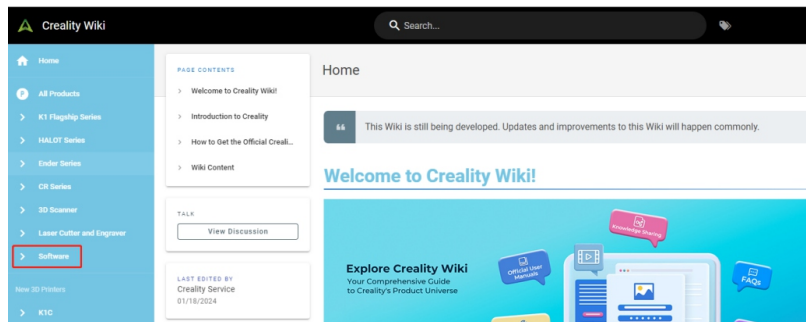 Creality Wiki
Search...
Home
All Products
K1 Flagship Series
HALOT Series
Ender Series
CR Series
3D Scanner
Laser Cutter and Engraver
Software
New 3D Printers
K1C
PAGE CONTENTS
Welcome to Creality Wiki!
Introduction to Creality
How to Get the Official Creali...
Wiki Content
TALK
View Discussion
LAST EDITED BY
Creality Service
01/18/2024
Home
This Wiki is still being developed. Updates and improvements to this Wiki will happen commonly.
Welcome to Creality Wiki!
Explore Creality Wiki
Your Comprehensive Guide
to Creality's Product Universe
Official User
Manuals
Knowledge Sharing
FAQs